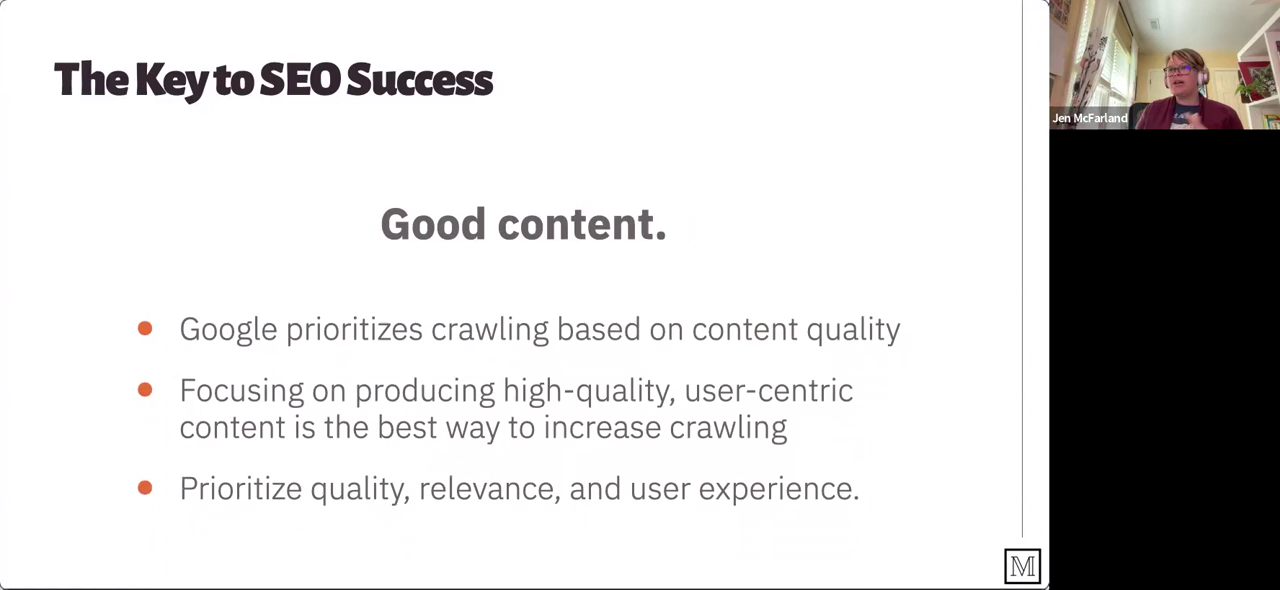 The Key to SEO Success
Good content.
Google prioritizes crawling based on content quality
Focusing on producing high-quality, user-centric
content is the best way to increase crawling
Prioritize quality, relevance, and user experience.
M
Jen McFarland